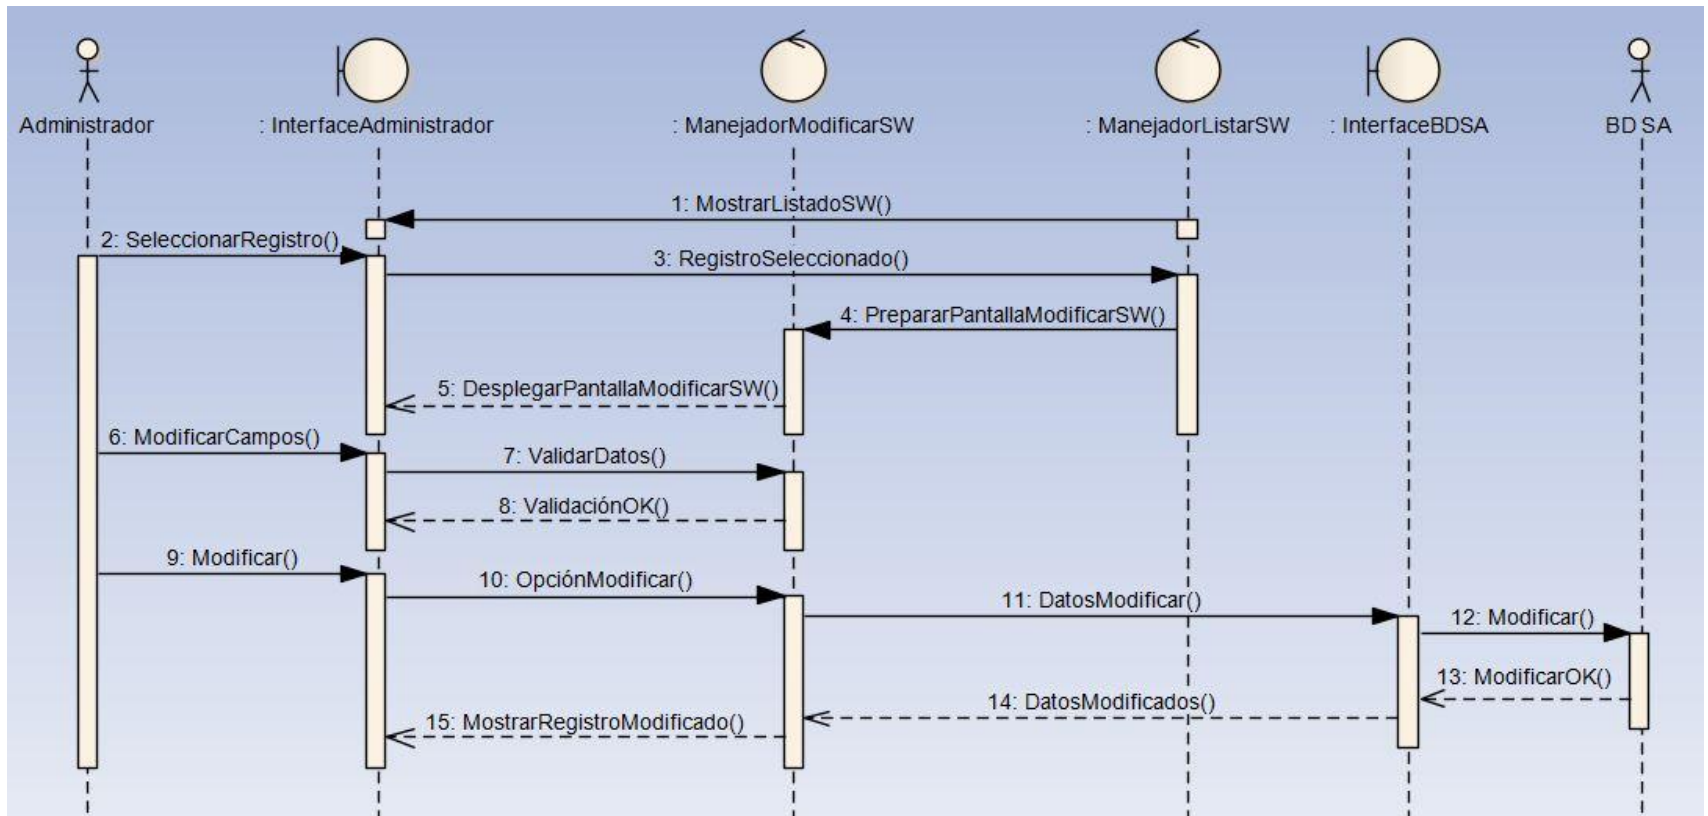 Administrador
: InterfaceAdministrador
: ManejadorModificarSW
: ManejadorListarSW
: InterfaceBDSA
BD SA
1: MostrarListadoSW()
2: SeleccionarRegistro()
3: RegistroSeleccionado()
4: PrepararPantallaModificarSW()
5: DesplegarPantallaModificarSW()
6: ModificarCampos()
7: ValidarDatos()
8: ValidaciónOK()
9: Modificar()
10: OpciónModificar()
11: DatosModificar()
12: Modificar()
13: ModificarOK()
14: DatosModificados()
15: MostrarRegistroModificado()